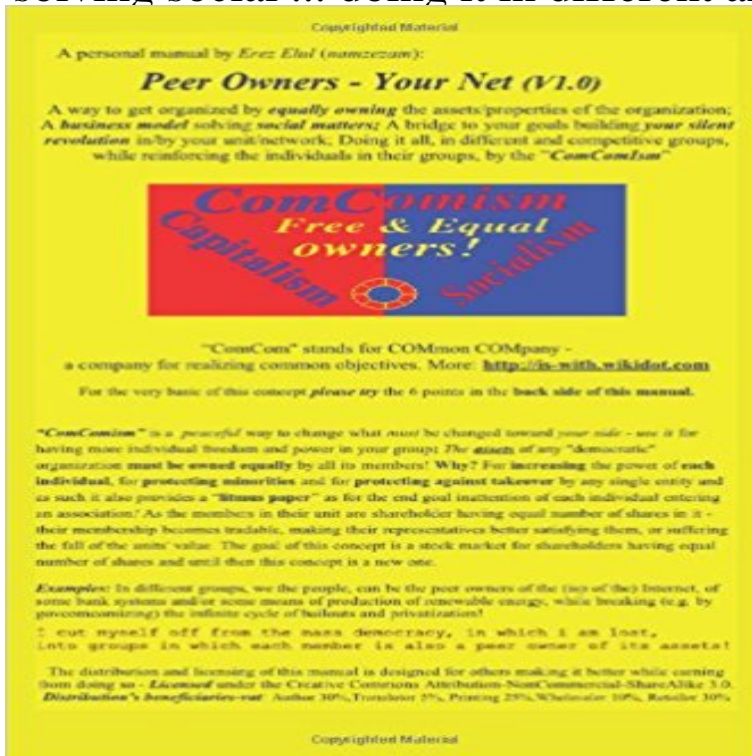 solving social ... doing it in different an
Copyrighted Material
A personal manual by Erez Elul (namzezam):
Peer Owners - Your Net (V1.0)
A way to get organized by equally owning the assets/properties of the organization;
A business model solving social matters; A bridge to your goals building your silent
revolution in/by your unit/network; Doing it all, in different and competitive groups,
while reinforcing the individuals in their groups, by the "ComComIsm"
ComComism
Free & Equal
owners!
Capitalism
Socialism
"ComCom" stands for COMmon COMpany -
a company for realizing common objectives. More: http://is-with.wikidot.com
For the very basic of this concept please try the 6 points in the back side of this manual.
"ComComism" is a peaceful way to change what must be changed toward your side - use it for
having more individual freedom and power in your group! The assets of any "democratic"
organization must be owned equally by all its members! Why? For increasing the power of each
individual, for protecting minorities and for protecting against takeover by any single entity and
as such it also provides a "litmus paper" as for the end goal inattention of each individual entering
an association! As the members in their unit are shareholder having equal number of shares in it -
their membership becomes tradable, making their representatives better satisfying them, or suffering
the fall of the units' value. The goal of this concept is a stock market for shareholders having equal
number of shares and until then this concept is a new one.
Examples: In different groups, we the people, can be the peer owners of the (isp of the) Internet, of
some bank systems and/or some means of production of renewable energy, while breaking (e.g. by
govcomcomizing) the infinite cycle of bailouts and privatization!
I cut myself off from the mass democracy, in which i am lost,
into groups in which each member is also a peer owner of its assets!
The distribution and licensing of this manual is designed for others making it better while earning
from doing so - Licensed under the Creative Commons Attribution-NonCommercial-ShareAlike 3.0.
Distribution's beneficiaries-vat: Author 30%, Translator 5%, Printing 25%, Wholesaler 10%, Retailer 30%
Copyrighted Material